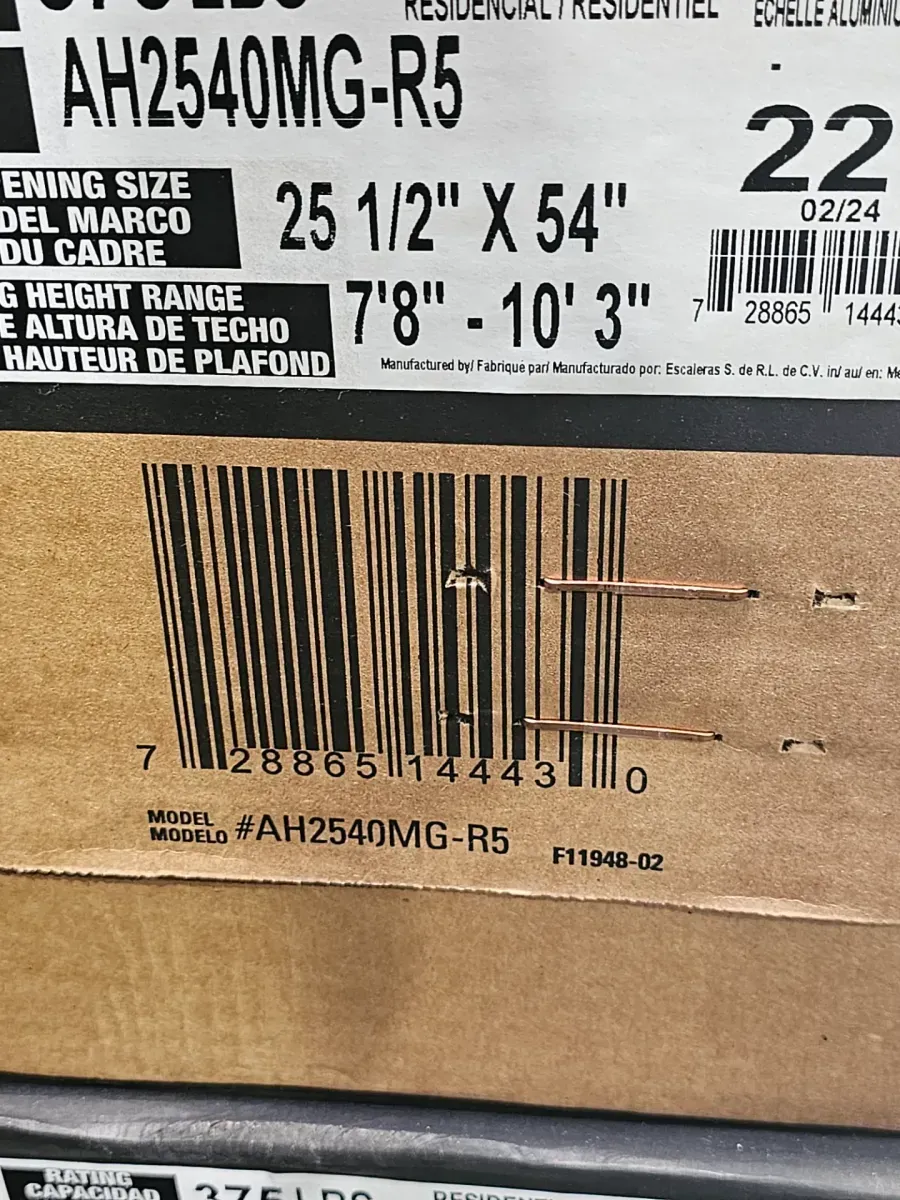 RESIDENCIAL / RESIDENTIEL
ÉCHELLE
AH2540MG-R5
-
22
02/24
ENING SIZE
DEL MARCO
DU CADRE
25 1/2" X 54"
G HEIGHT RANGE
E ALTURA DE TECHO
HAUTEUR DE PLAFOND
7'8" - 10' 3"
7 28865 1444
Manufactured by/ Fabriqué par/ Manufacturado por: Escaleras S. de R.L. de C.V. in/ au/ en:
7 28865 14443 0
MODEL
MODELO #AH2540MG-R5
F11948-02
RATING
CAPACIDAD
375 LBS